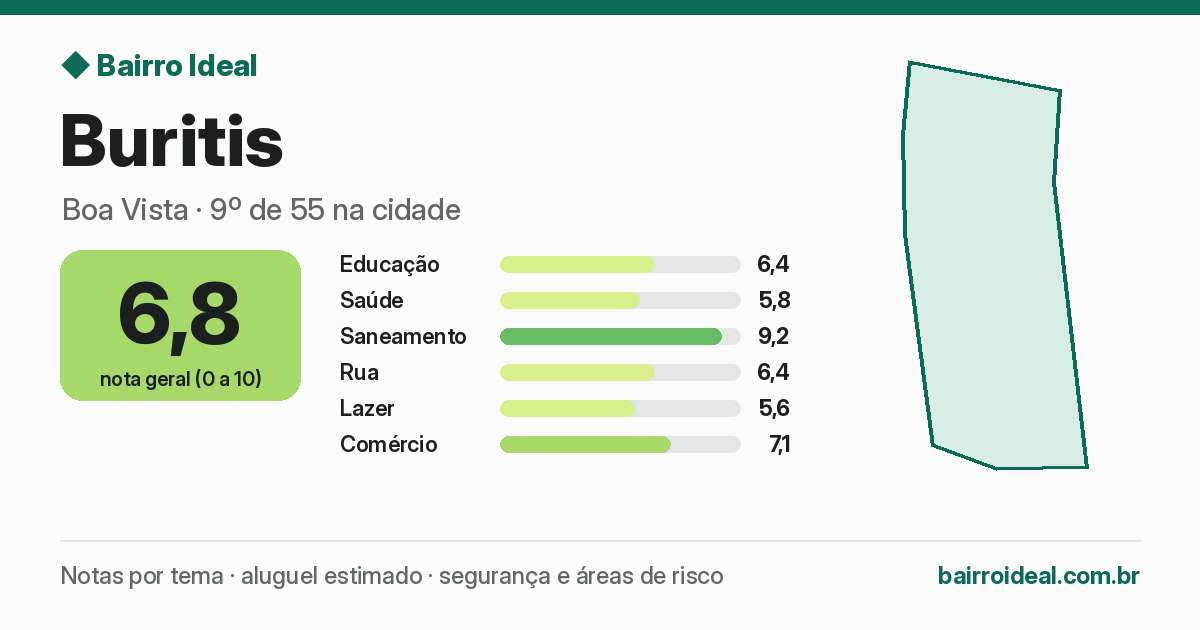 Bairro Ideal
Buritis
Boa Vista · 9º de 55 na cidade
6,8
nota geral (0 a 10)
Educação 6,4
Saúde 5,8
Saneamento 9,2
Rua 6,4
Lazer 5,6
Comércio 7,1
Notas por tema · aluguel estimado · segurança e áreas de risco
bairroideal.com.br